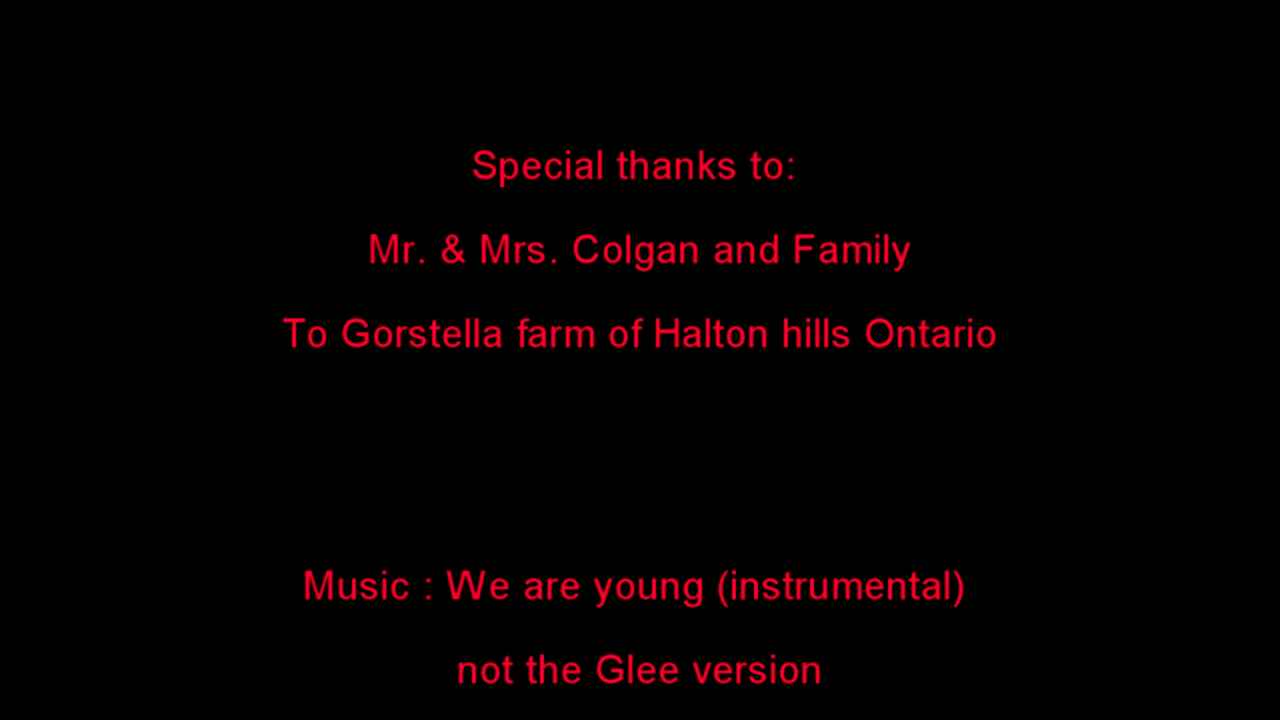 Special thanks to:
Mr. & Mrs. Colgan and Family
To Gorstella farm of Halton hills Ontario
Music : We are young (instrumental)
not the Glee version